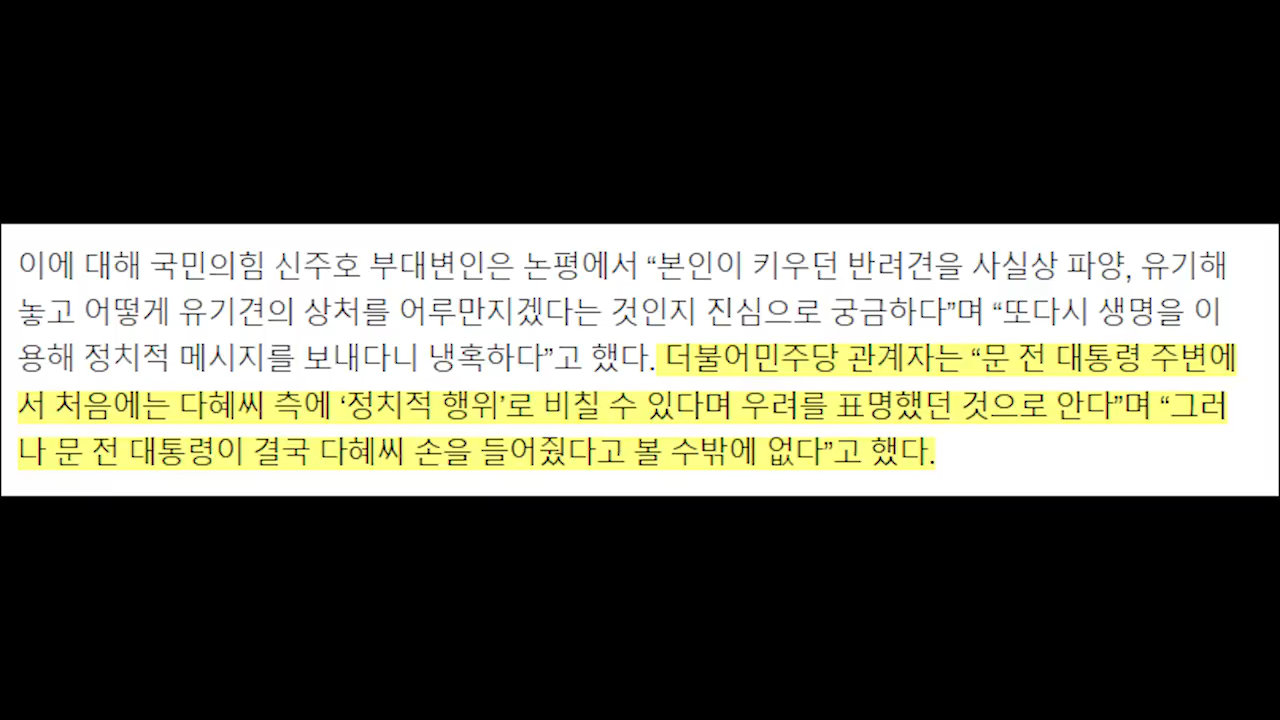 이에 대해 국민의힘 신주호 부대변인은 논평에서 “본인이 키우던 반려견을 사실상 파양, 유기해
놓고 어떻게 유기견의 상처를 어루만지겠다는 것인지 진심으로 궁금하다”며 “또다시 생명을 이
용해 정치적 메시지를 보내다니 냉혹하다”고 했다. 더불어민주당 관계자는 “문 전 대통령 주변에
서 처음에는 다혜씨 측에 ‘정치적 행위’로 비칠 수 있다며 우려를 표명했던 것으로 안다”며 “그러
나 문 전 대통령이 결국 다혜씨 손을 들어줬다고 볼 수밖에 없다”고 했다.